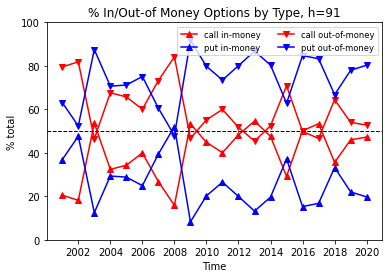 % In/Out-of Money Options by Type, h=91
call in-money
put in-money
call out-of-money
put out-of-money
% total
100
80
60
40
20
0
2002 2004 2006 2008 2010 2012 2014 2016 2018 2020
Time